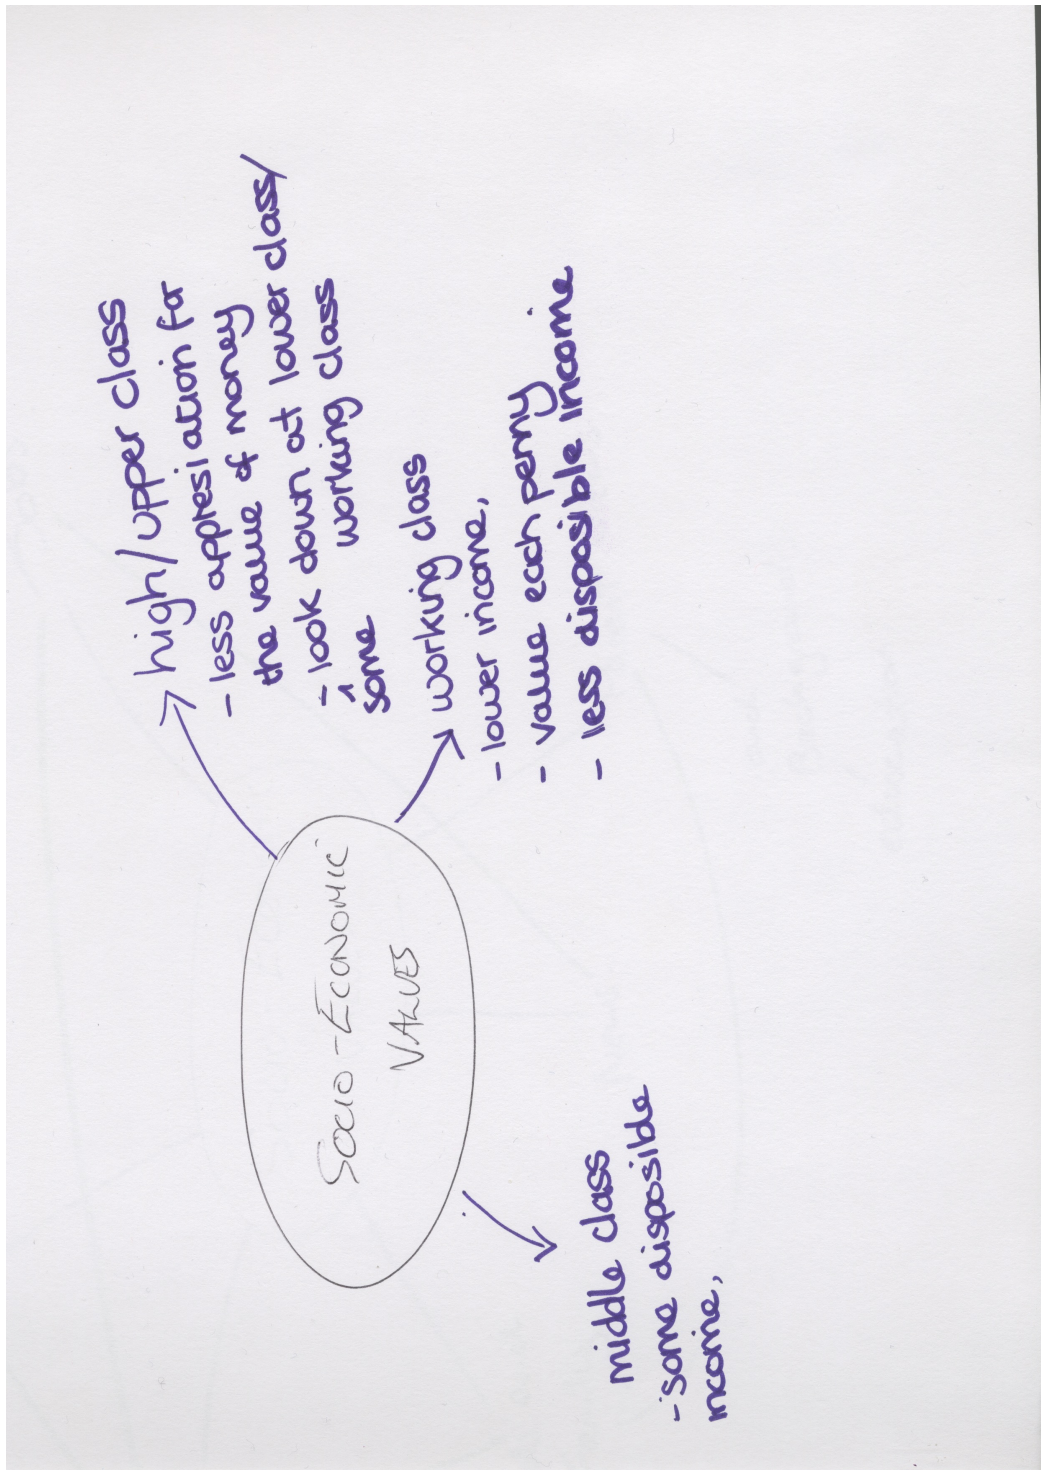 SOCIO-ECONOMIC
VALUES
high/upper class
- less appresiation for
the value of money
- look down at lower class/
working class
^
some
working class
- lower income,
- value each penny
- less disposible income
middle class
- some disposible
income,